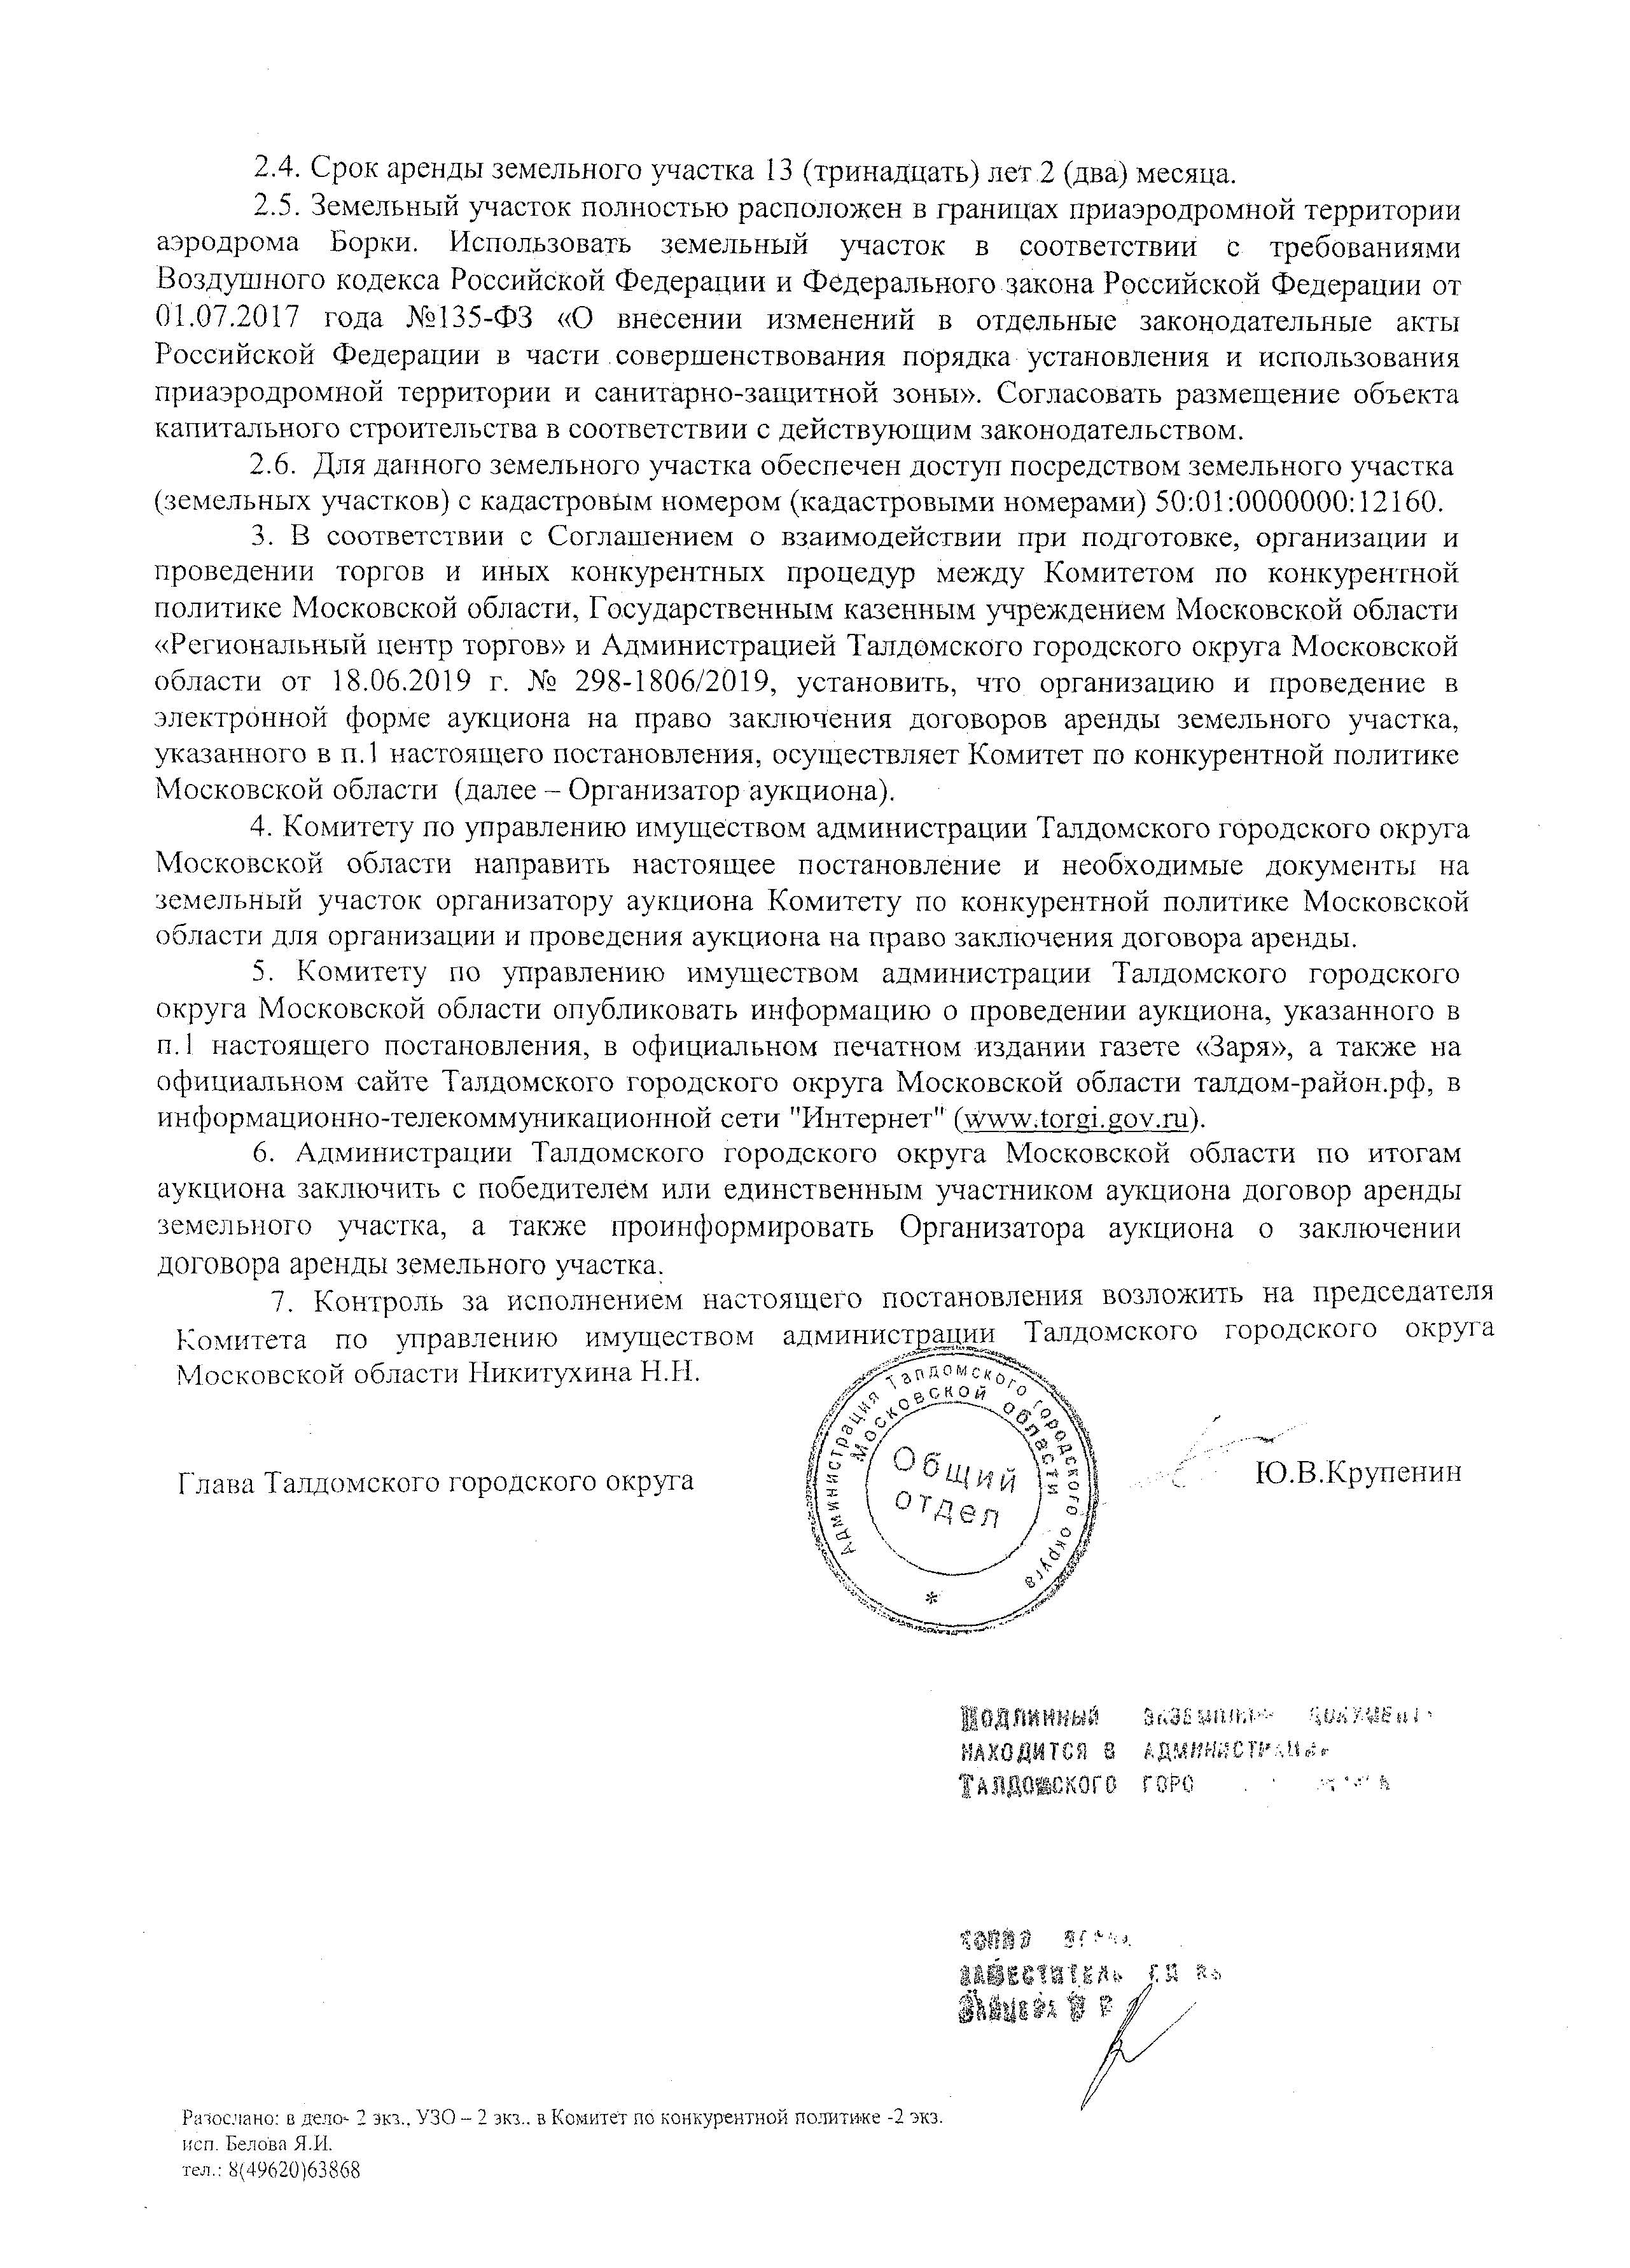 2.4. Срок аренды земельного участка 13 (тринадцать) лет 2 (два) месяца.
2.5. Земельный участок полностью расположен в границах приаэродромной территории
аэродрома Борки. Использовать земельный участок в соответствии с требованиями
Воздушного кодекса Российской Федерации и Федерального закона Российской Федерации от
01.07.2017 года №135-ФЗ «О внесении изменений в отдельные законодательные акты
Российской Федерации в части совершенствования порядка установления и использования
приаэродромной территории и санитарно-защитной зоны». Согласовать размещение объекта
капитального строительства в соответствии с действующим законодательством.
2.6. Для данного земельного участка обеспечен доступ посредством земельного участка
(земельных участков) с кадастровым номером (кадастровыми номерами) 50:01:0000000:12160.
3. В соответствии с Соглашением о взаимодействии при подготовке, организации и
проведении торгов и иных конкурентных процедур между Комитетом по конкурентной
политике Московской области, Государственным казенным учреждением Московской области
«Региональный центр торгов» и Администрацией Талдомского городского округа Московской
области от 18.06.2019 г. № 298-1806/2019, установить, что организацию и проведение в
электронной форме аукциона на право заключения договоров аренды земельного участка,
указанного в п.1 настоящего постановления, осуществляет Комитет по конкурентной политике
Московской области (далее – Организатор аукциона).
4. Комитету по управлению имуществом администрации Талдомского городского округа
Московской области направить настоящее постановление и необходимые документы на
земельный участок организатору аукциона Комитету по конкурентной политике Московской
области для организации и проведения аукциона на право заключения договора аренды.
5. Комитету по управлению имуществом администрации Талдомского городского
округа Московской области опубликовать информацию о проведении аукциона, указанного в
п.1 настоящего постановления, в официальном печатном издании газете «Заря», а также на
официальном сайте Талдомского городского округа Московской области талдом-район.рф, в
информационно-телекоммуникационной сети "Интернет" (www.torgi.gov.ru).
6. Администрации Талдомского городского округа Московской области по итогам
аукциона заключить с победителем или единственным участником аукциона договор аренды
земельного участка, а также проинформировать Организатора аукциона о заключении
договора аренды земельного участка.
7. Контроль за исполнением настоящего постановления возложить на председателя
Комитета по управлению имуществом администрации Талдомского городского округа
Московской области Никитухина Н.Н.
Администрация Талдомского городского округа
Московской области
Общий
отдел
*
Глава Талдомского городского округа
Ю.В.Крупенин
Подлинный экземпляр документа
находится в администрации
Талдомского горо
копия верна
заместитель
Разослано: в дело- 2 экз., УЗО – 2 экз.. в Комитет по конкурентной политике -2 экз.
исп. Белова Я.И.
тел.: 8(49620)63868